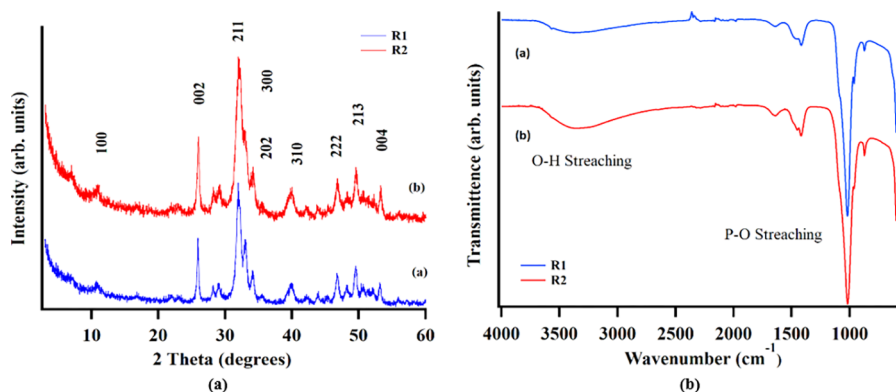 R1
R2
211
300
002
213
100
202
310
222
004
(b)
(a)
Intensity (arb. units)
10
20
30
40
50
60
2 Theta (degrees)
(a)
(a)
(b)
O-H Streaching
P-O Streaching
R1
R2
Transmittence (arb. units)
4000
3500
3000
2500
2000
1500
1000
Wavenumber (cm⁻¹)
(b)